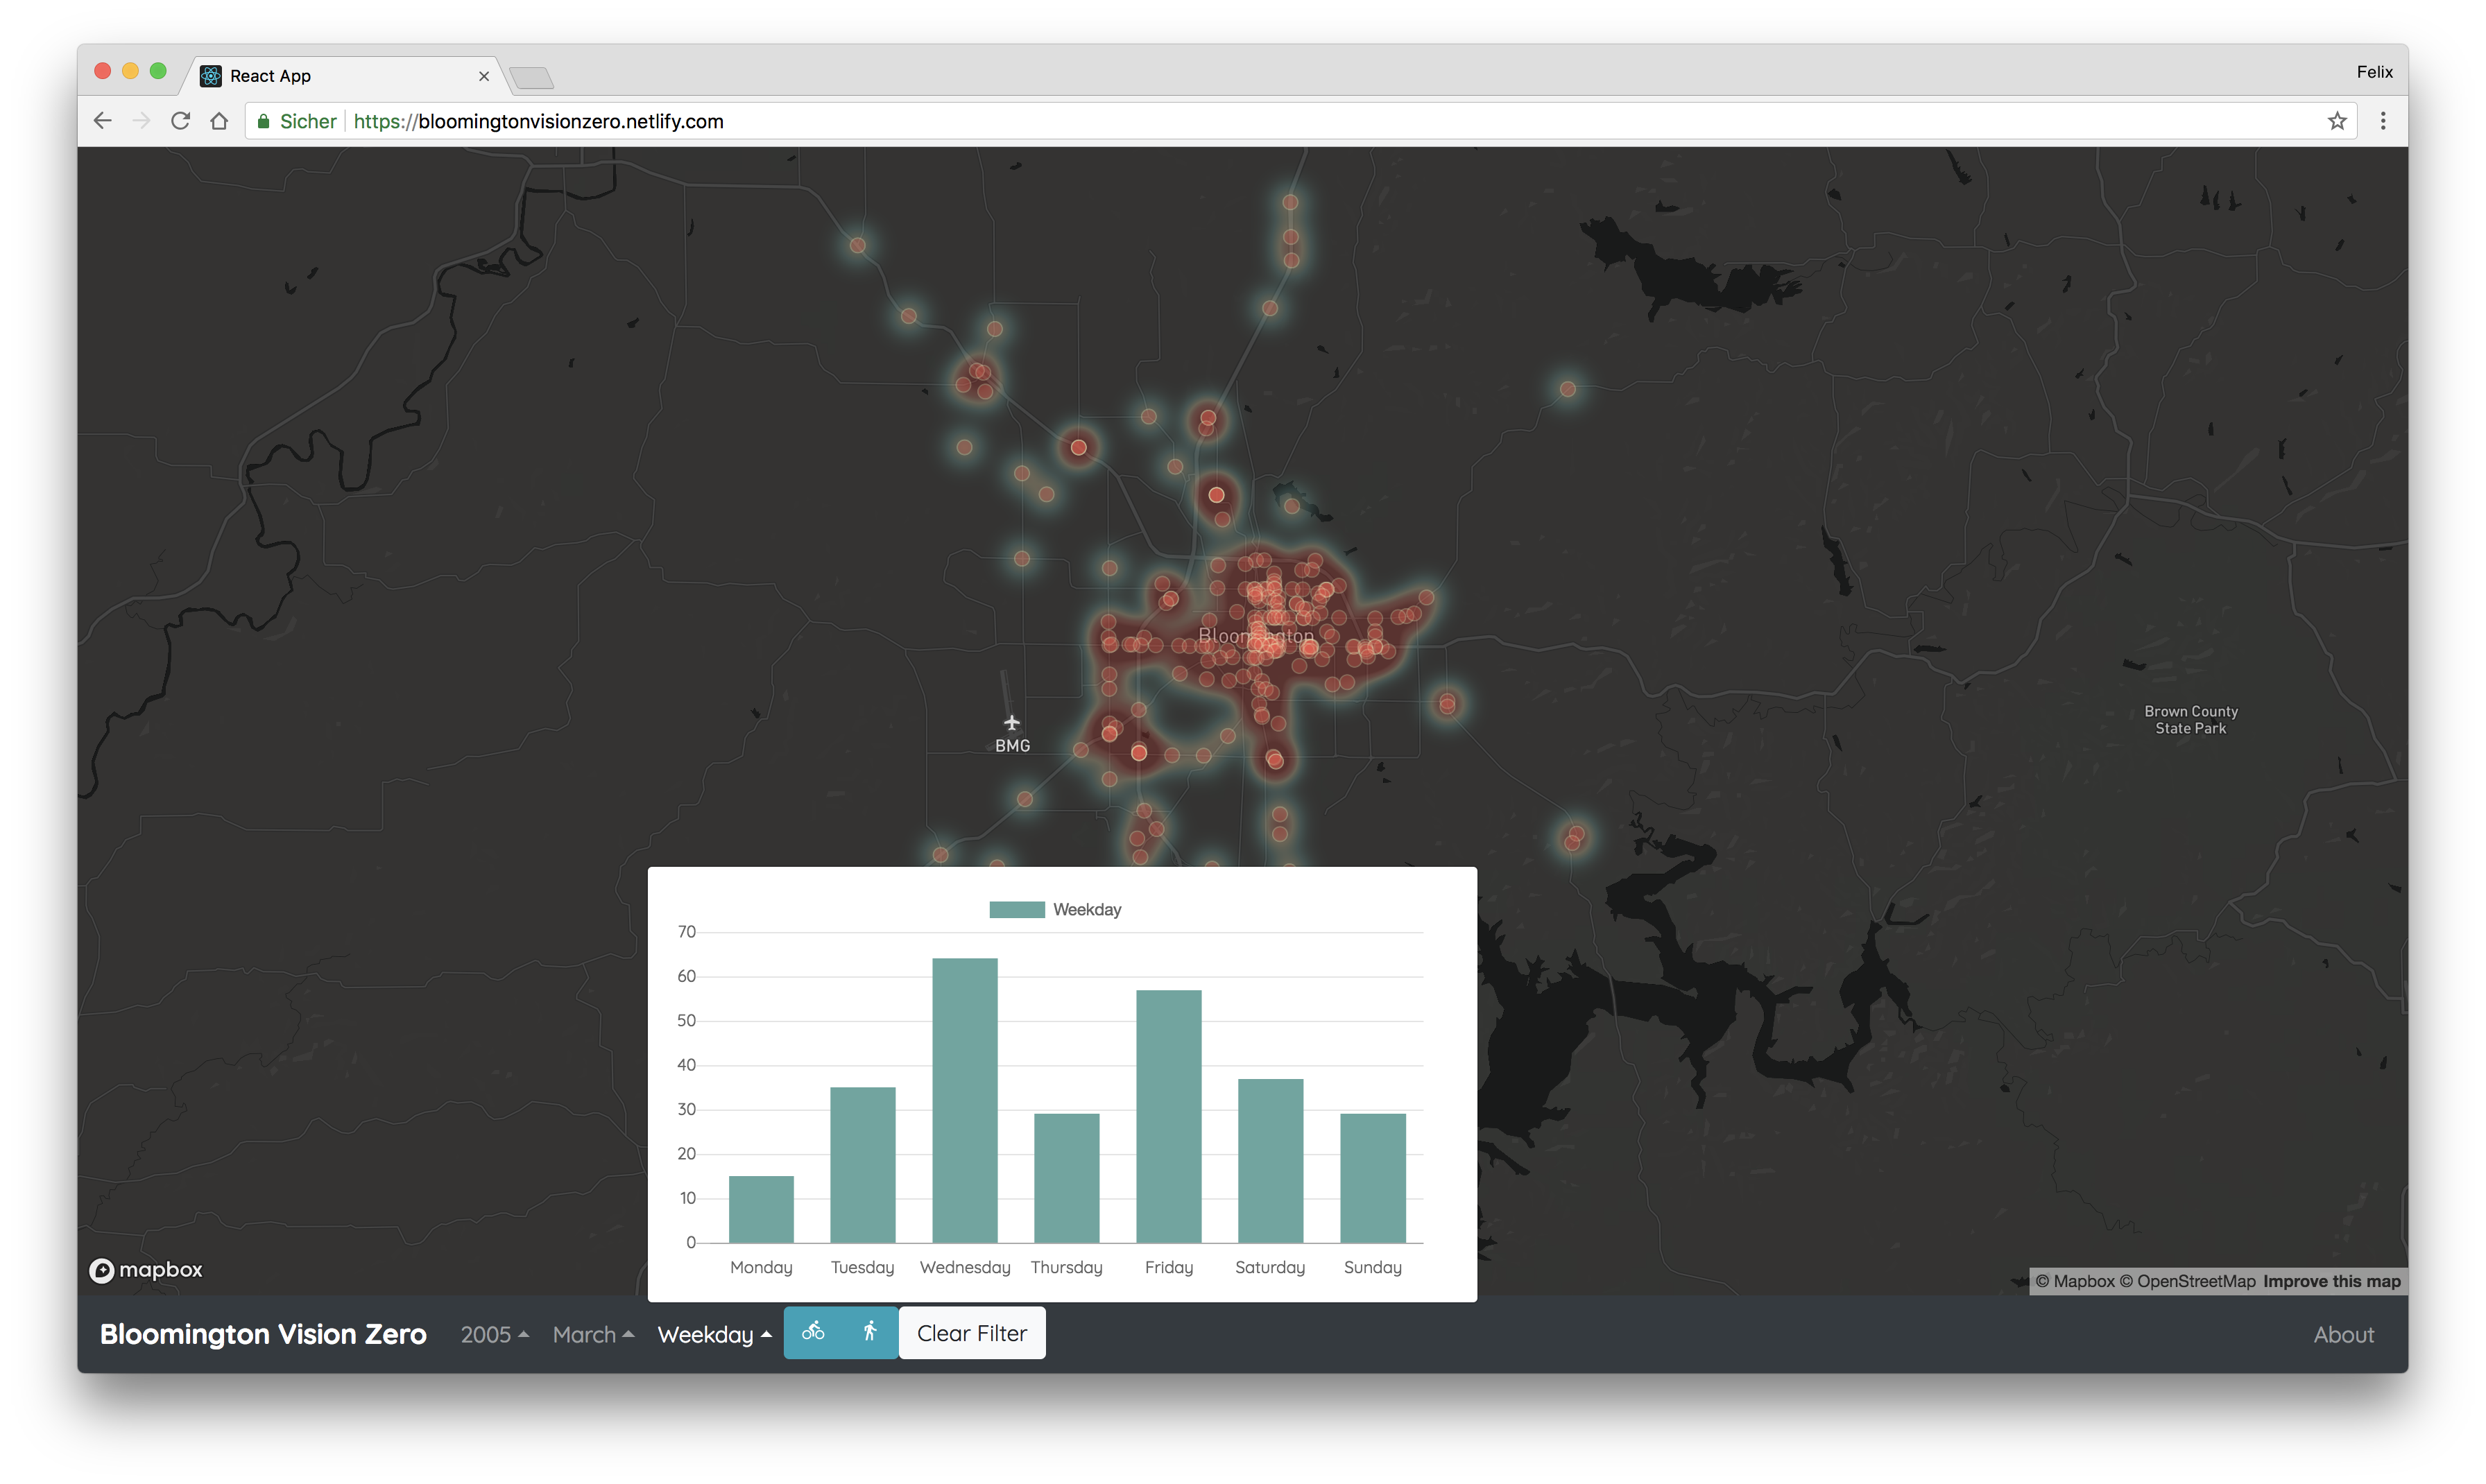 React App
Felix
Sicher https://bloomingtonvisionzero.netlify.com
Bloomington
BMG
Brown County
State Park
Weekday
70
60
50
40
30
20
10
0
Monday Tuesday Wednesday Thursday Friday Saturday Sunday
mapbox
© Mapbox © OpenStreetMap Improve this map
Bloomington Vision Zero 2005 March Weekday Clear Filter About